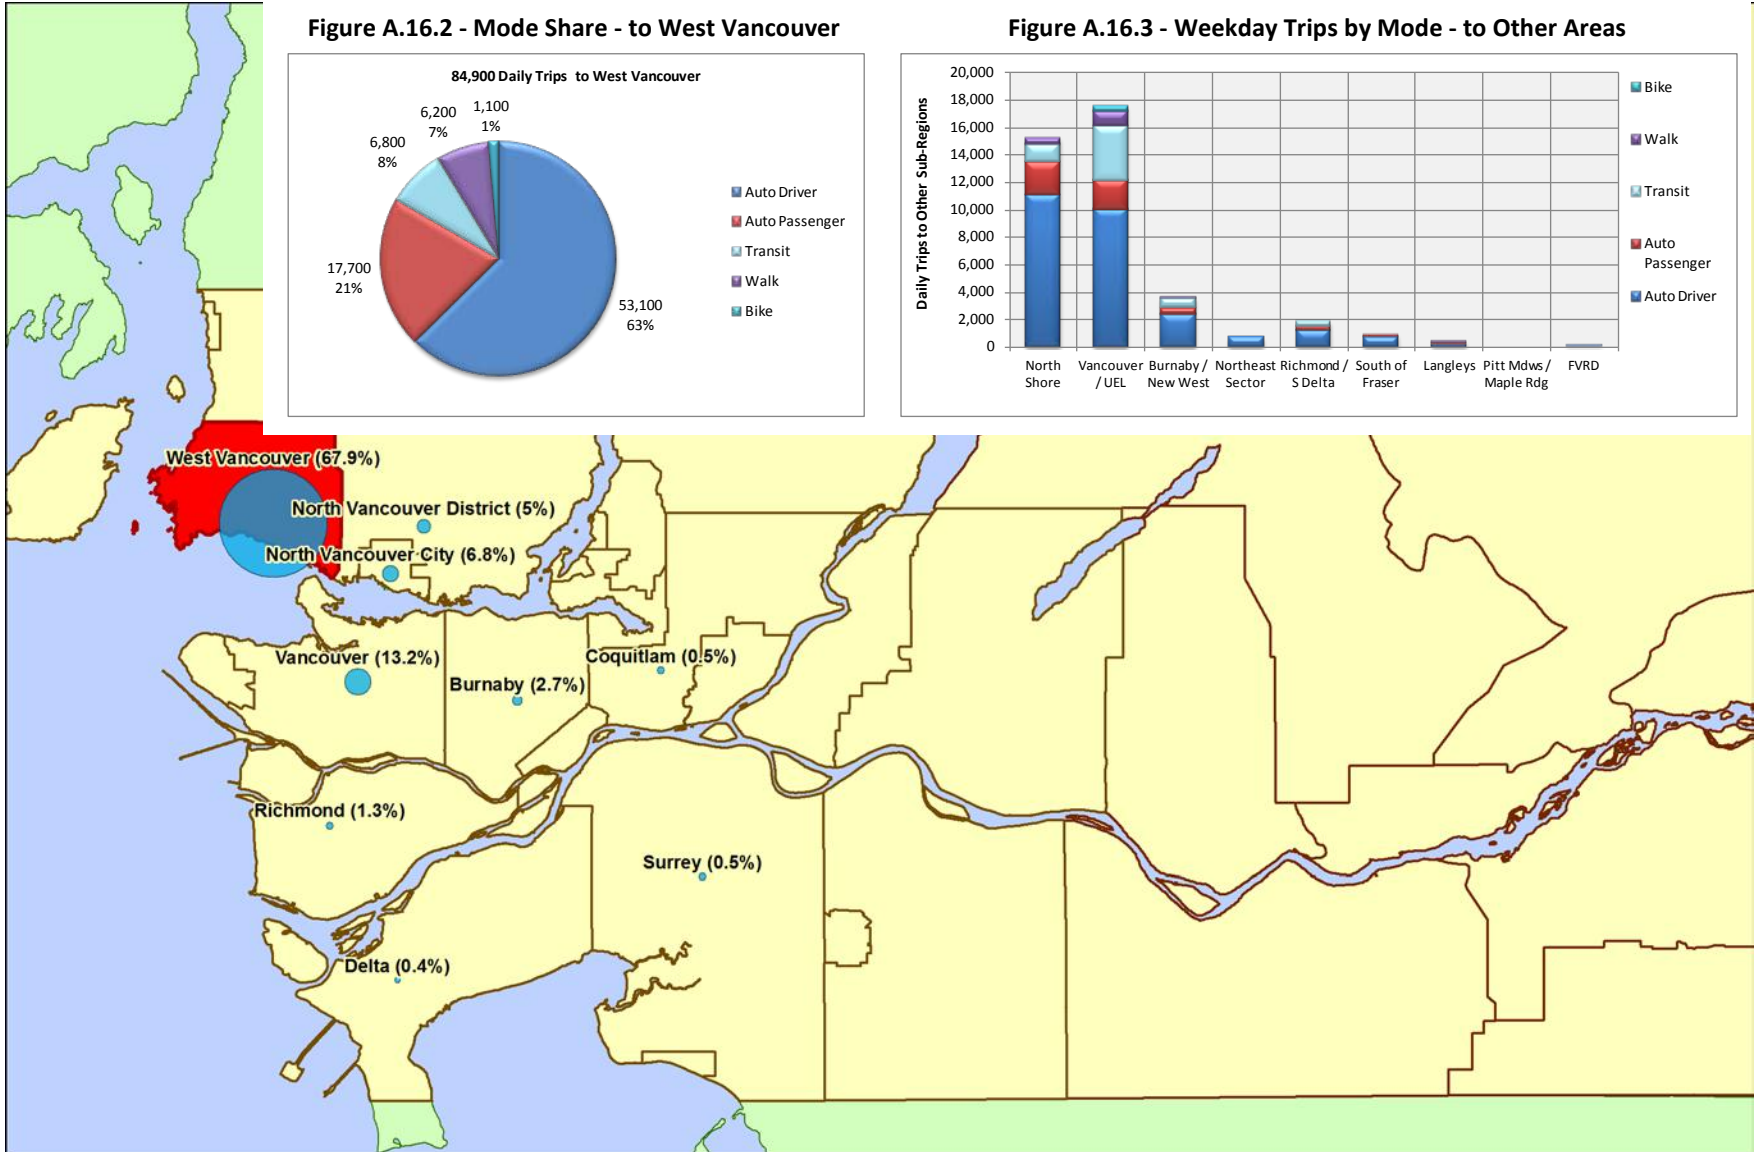 Figure A.16.2 - Mode Share - to West Vancouver
84,900 Daily Trips to West Vancouver
1,100
1%
6,200
7%
6,800
8%
17,700
21%
53,100
63%
Auto Driver
Auto Passenger
Transit
Walk
Bike
Figure A.16.3 - Weekday Trips by Mode - to Other Areas
Daily Trips to Other Sub-Regions
20,000
18,000
16,000
14,000
12,000
10,000
8,000
6,000
4,000
2,000
0
North
Shore
Vancouver
/ UEL
Burnaby /
New West
Northeast
Sector
Richmond /
S Delta
South of
Fraser
Langleys
Pitt Mdws /
Maple Rdg
FVRD
Bike
Walk
Transit
Auto
Passenger
Auto Driver
West Vancouver (67.9%)
North Vancouver District (5%)
North Vancouver City (6.8%)
Vancouver (13.2%)
Coquitlam (0.5%)
Burnaby (2.7%)
Richmond (1.3%)
Surrey (0.5%)
Delta (0.4%)